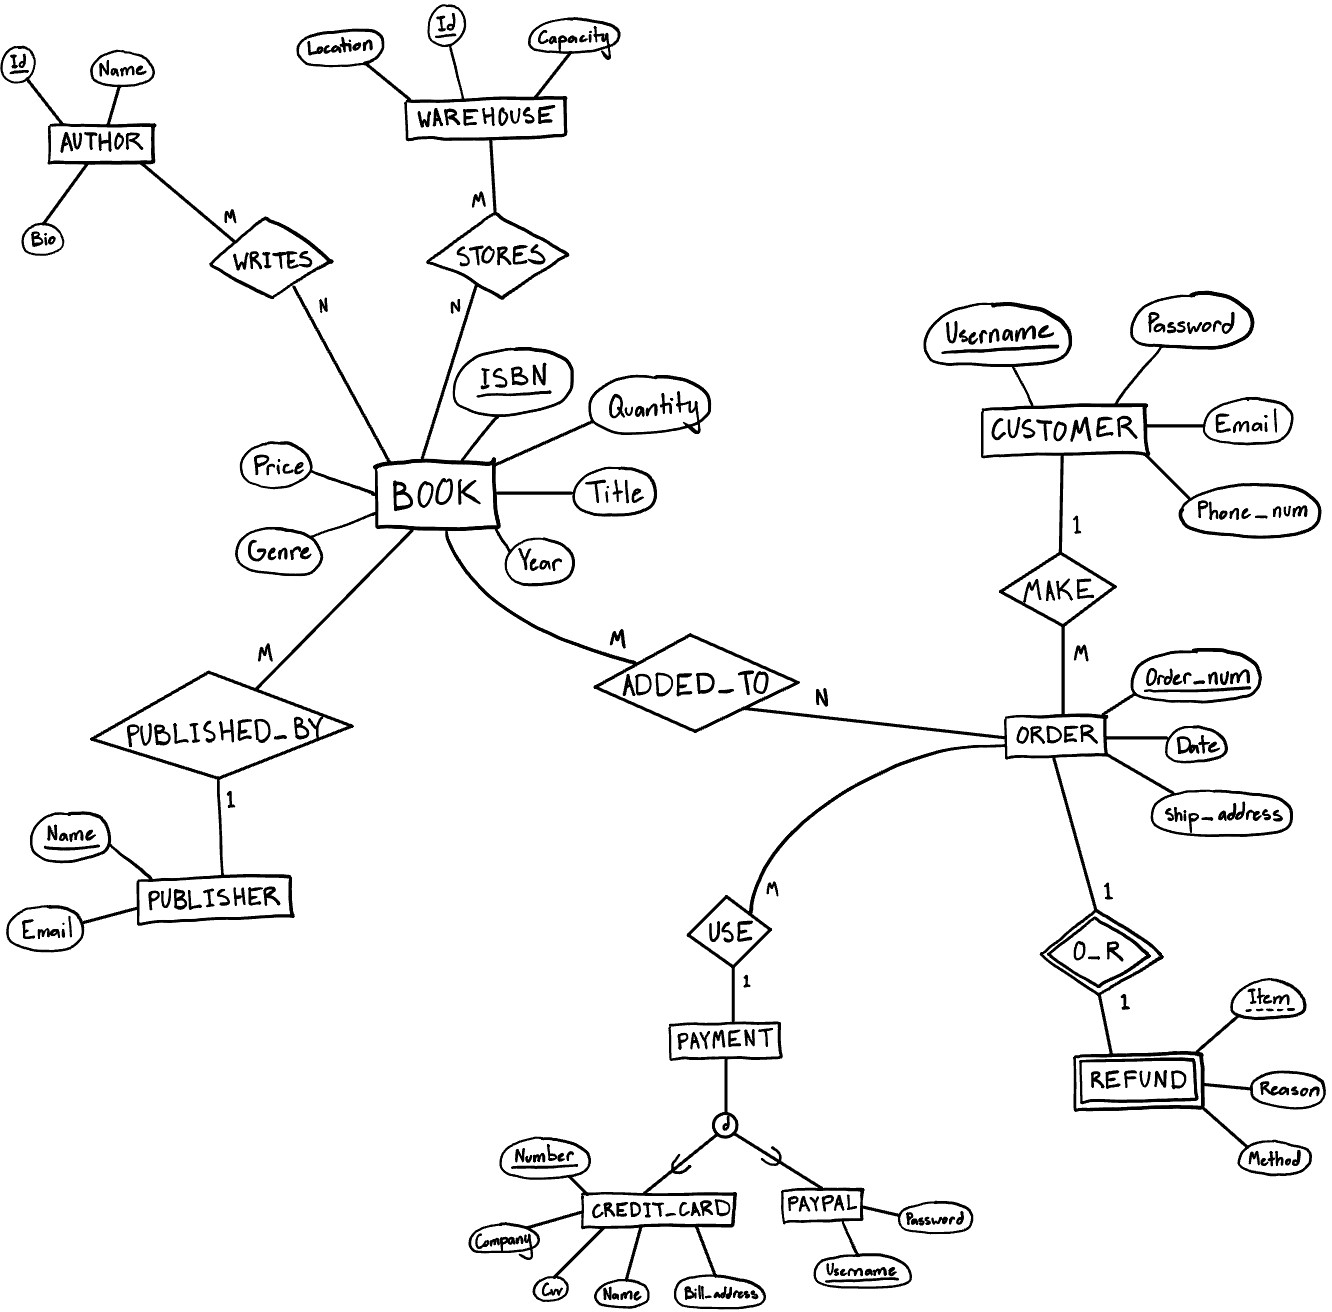 Id
Name
AUTHOR
Bio
Location
Id
Capacity
WAREHOUSE
M
WRITES
N
M
STORES
N
ISBN
Quantity
Price
BOOK
Title
Genre
Year
Username
Password
CUSTOMER
Email
Phone_num
1
MAKE
M
M
PUBLISHED_BY
1
Name
PUBLISHER
Email
M
ADDED_TO
N
Order_num
ORDER
Date
Ship_address
M
USE
1
PAYMENT
d
Number
CREDIT_CARD
Company
Cvv
Name
Bill_address
PAYPAL
Password
Username
1
O_R
1
Item
REFUND
Reason
Method